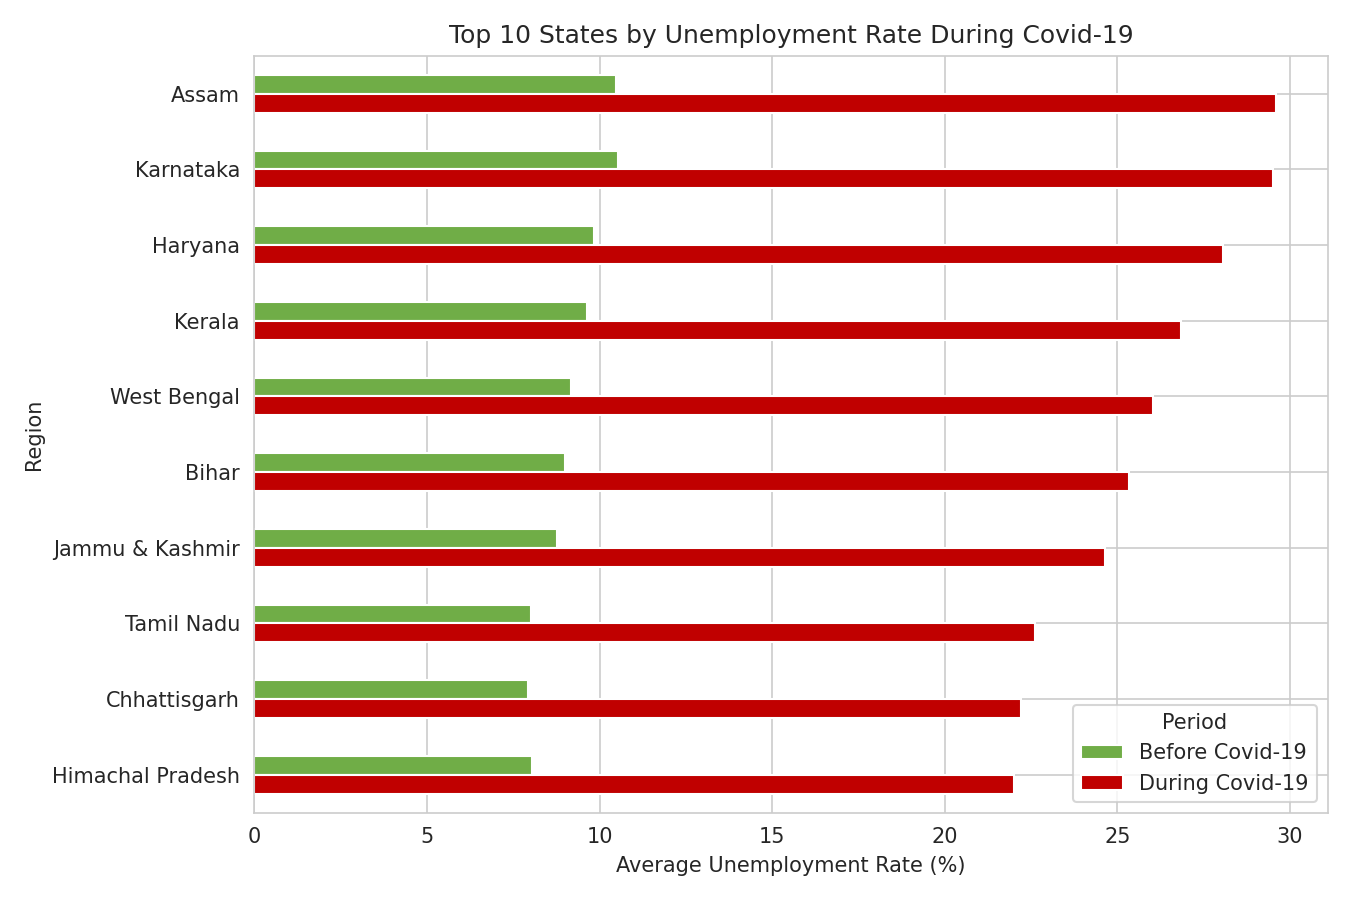 Top 10 States by Unemployment Rate During Covid-19
Region
Assam
Karnataka
Haryana
Kerala
West Bengal
Bihar
Jammu & Kashmir
Tamil Nadu
Chhattisgarh
Himachal Pradesh
Period
Before Covid-19
During Covid-19
0 5 10 15 20 25 30
Average Unemployment Rate (%)